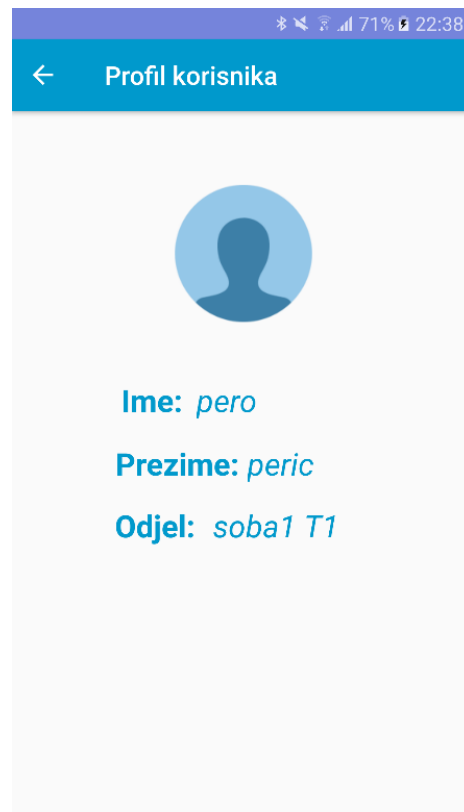 71% 22:38
Profil korisnika
Ime: pero
Prezime: peric
Odjel: soba1 T1